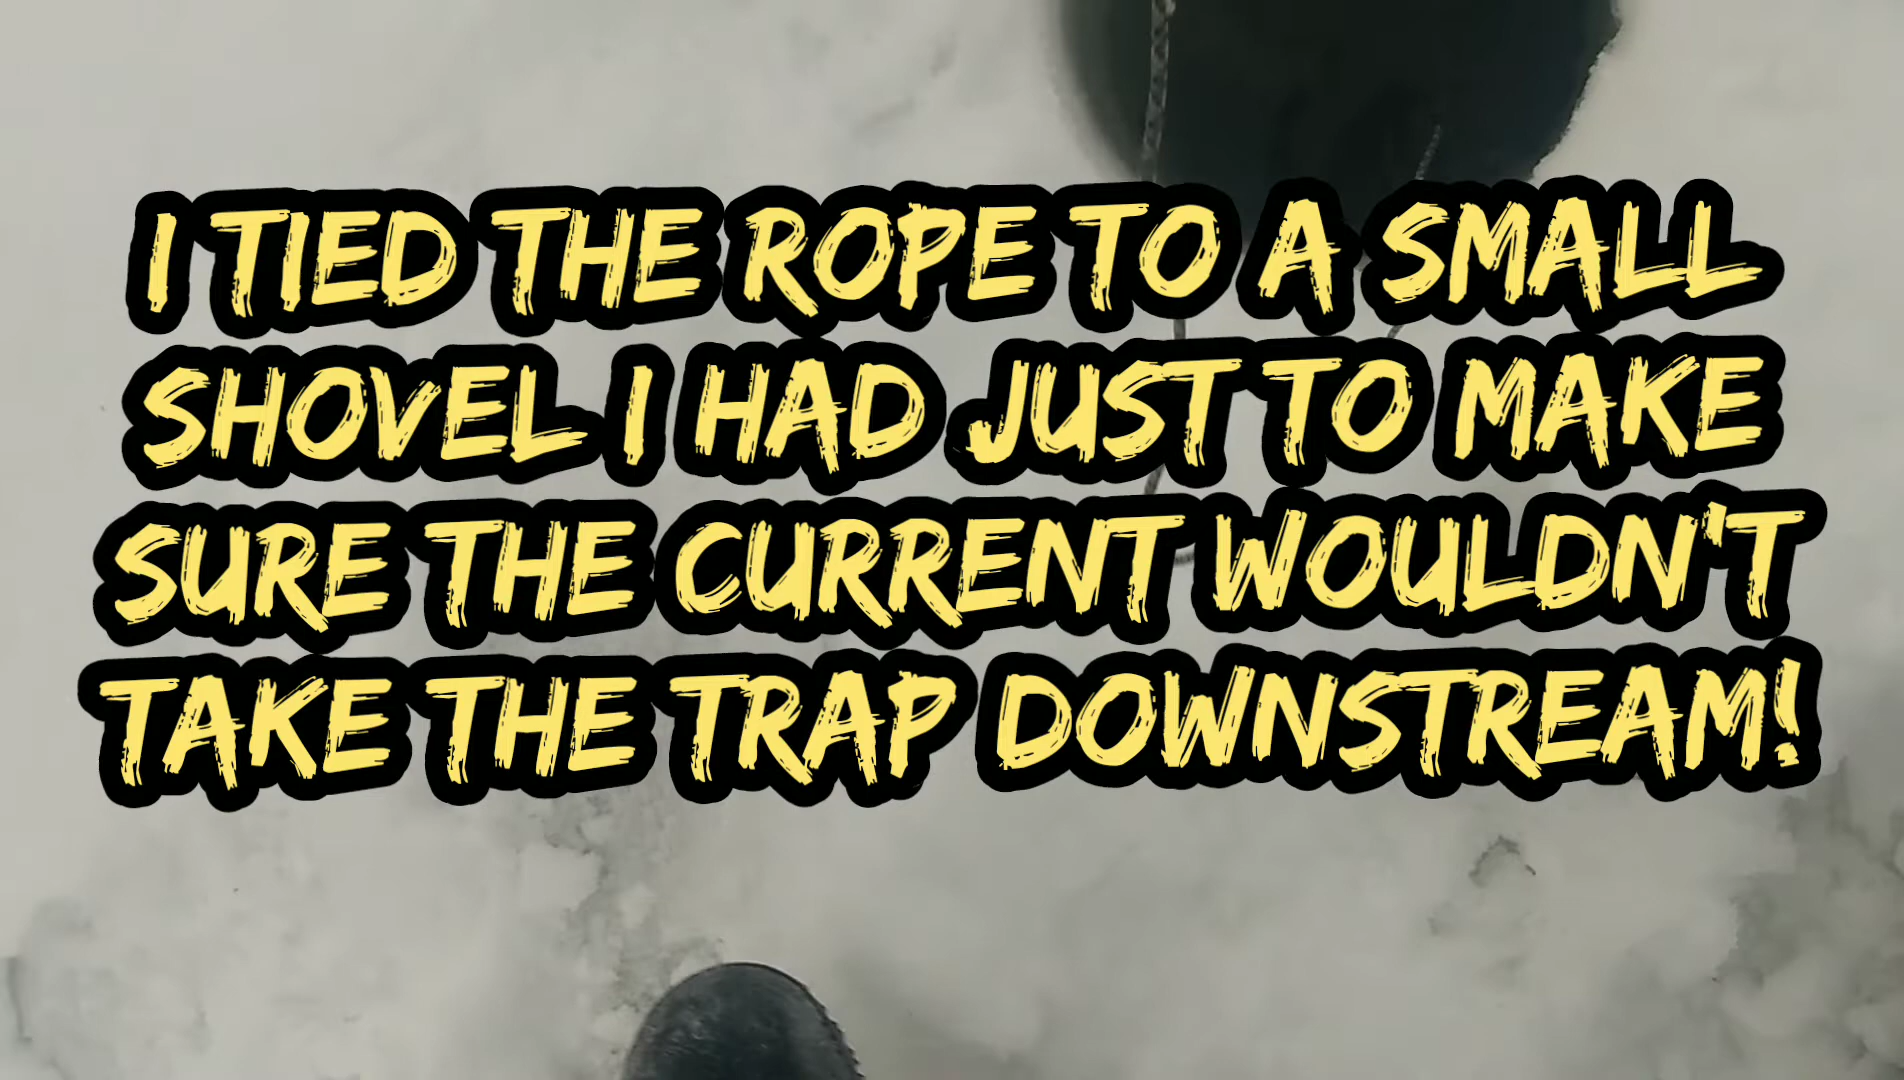 I TIED THE ROPE TO A SMALL
SHOVEL I HAD JUST TO MAKE
SURE THE CURRENT WOULDN'T
TAKE THE TRAP DOWNSTREAM!